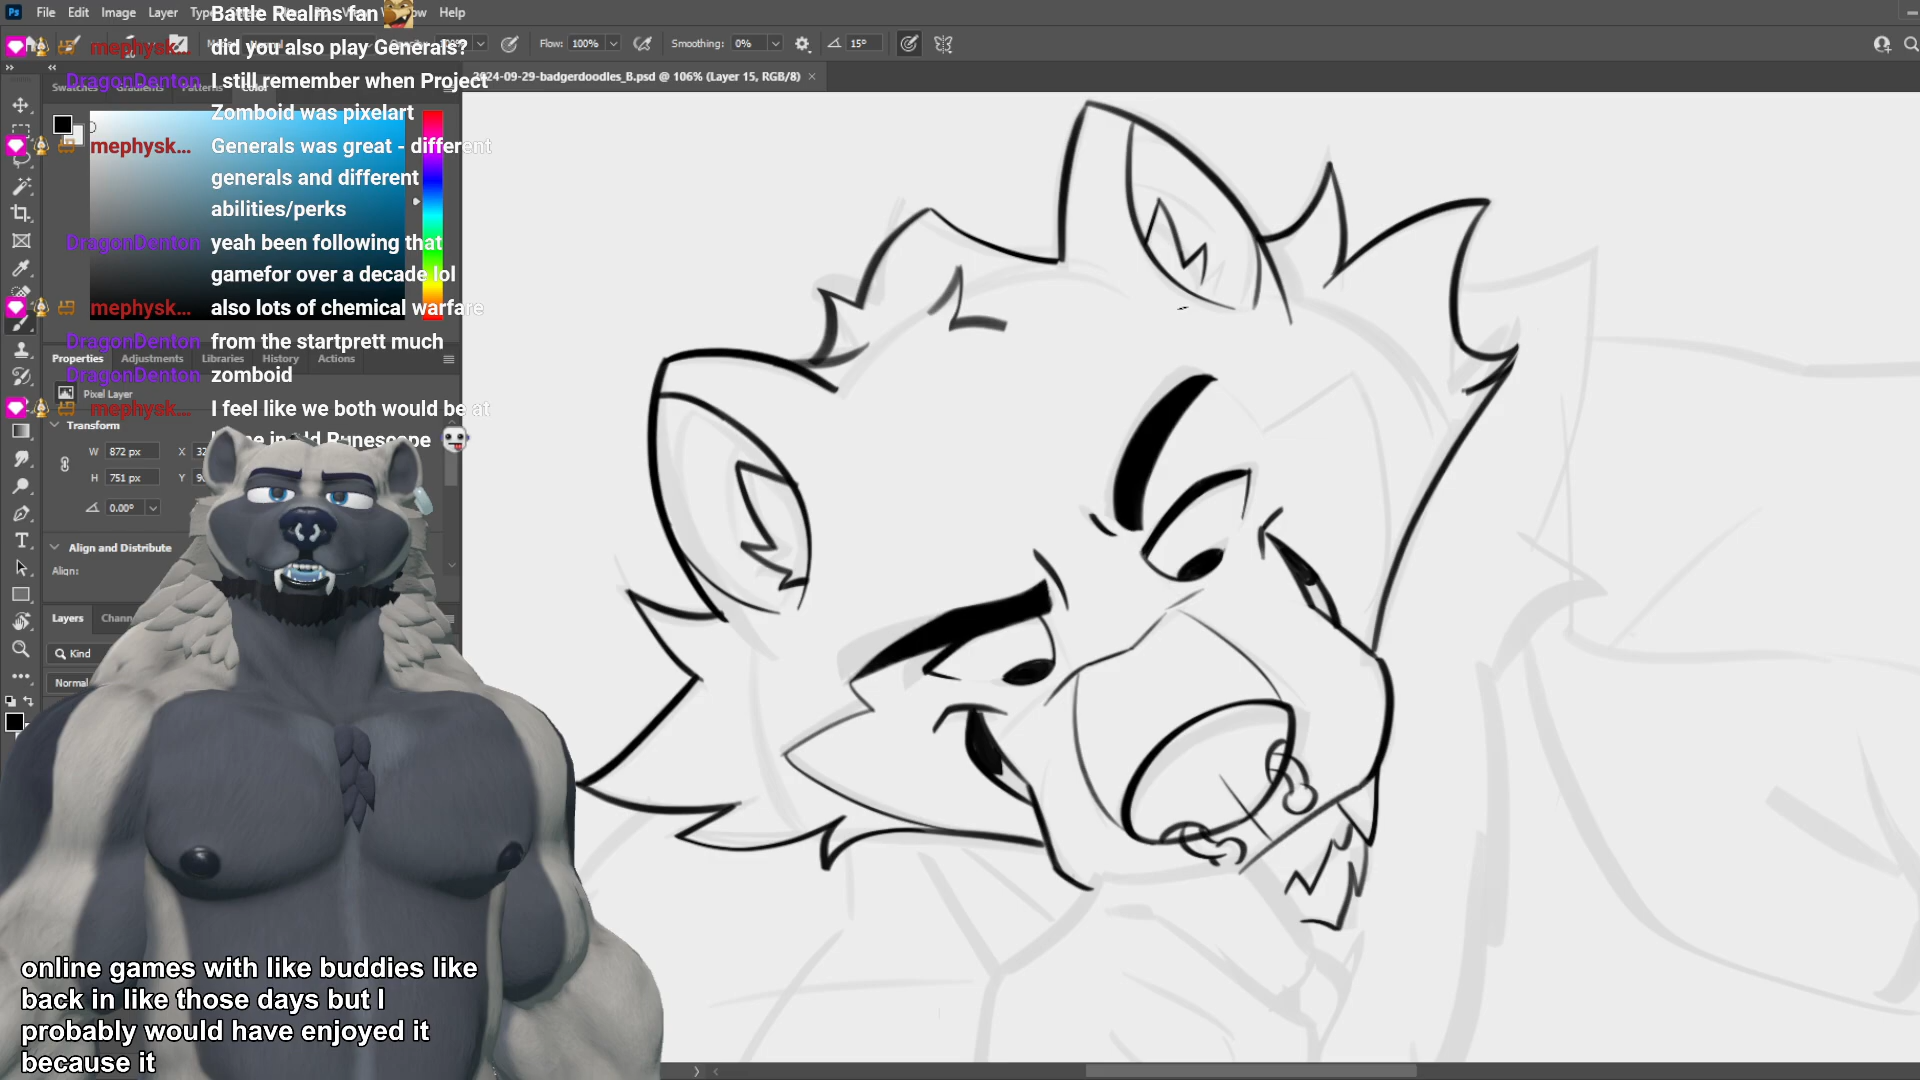 File Edit Image Layer Help
Battle Realms fan
Flow: 100% Smoothing: 0% 15°
mephysk... did you also play Generals?
2024-09-29-badgerdoodles_B.psd @ 106% (Layer 15, RGB/8)
Swatches Gradients Patterns Color
DragonDenton I still remember when Project
Zomboid was pixelart
mephysk... Generals was great - different
generals and different
abilities/perks
DragonDenton yeah been following that
gamefor over a decade lol
mephysk... also lots of chemical warfare
DragonDenton from the startprett much
Properties Adjustments Libraries History Actions
DragonDenton zomboid
Pixel Layer
mephysk... I feel like we both would be at
Runescape
Transform
W 872 px X
H 751 px Y
0.00°
Align and Distribute
Align:
Layers
Kind
Normal
online games with like buddies like
back in like those days but I
probably would have enjoyed it
because it